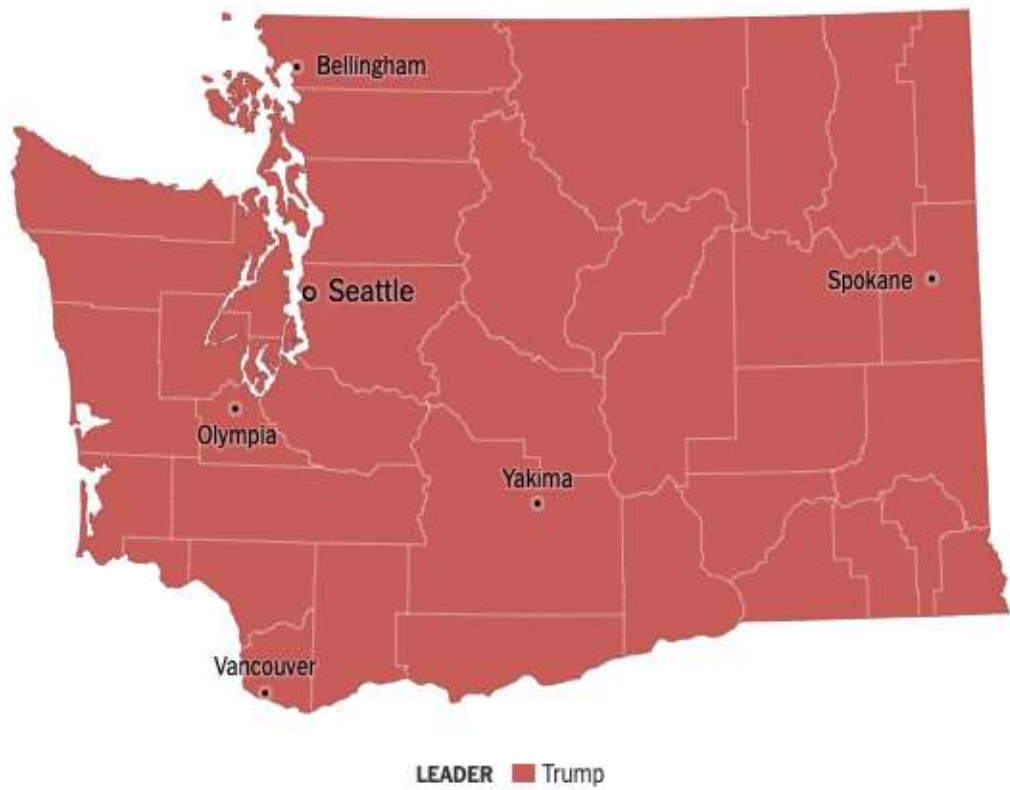 Bellingham
Seattle
Spokane
Olympia
Yakima
Vancouver
LEADER Trump